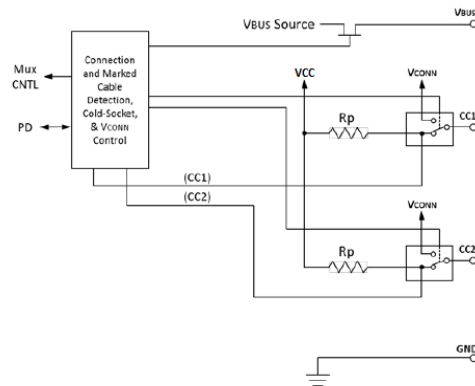 VBUS Source
VBUS
Connection
and Marked
Cable
Detection,
Cold-Socket,
& VCONN
Control
Mux
CNTL
PD
VCC
VCONN
CC1
Rp
(CC1)
(CC2)
VCONN
CC2
Rp
GND